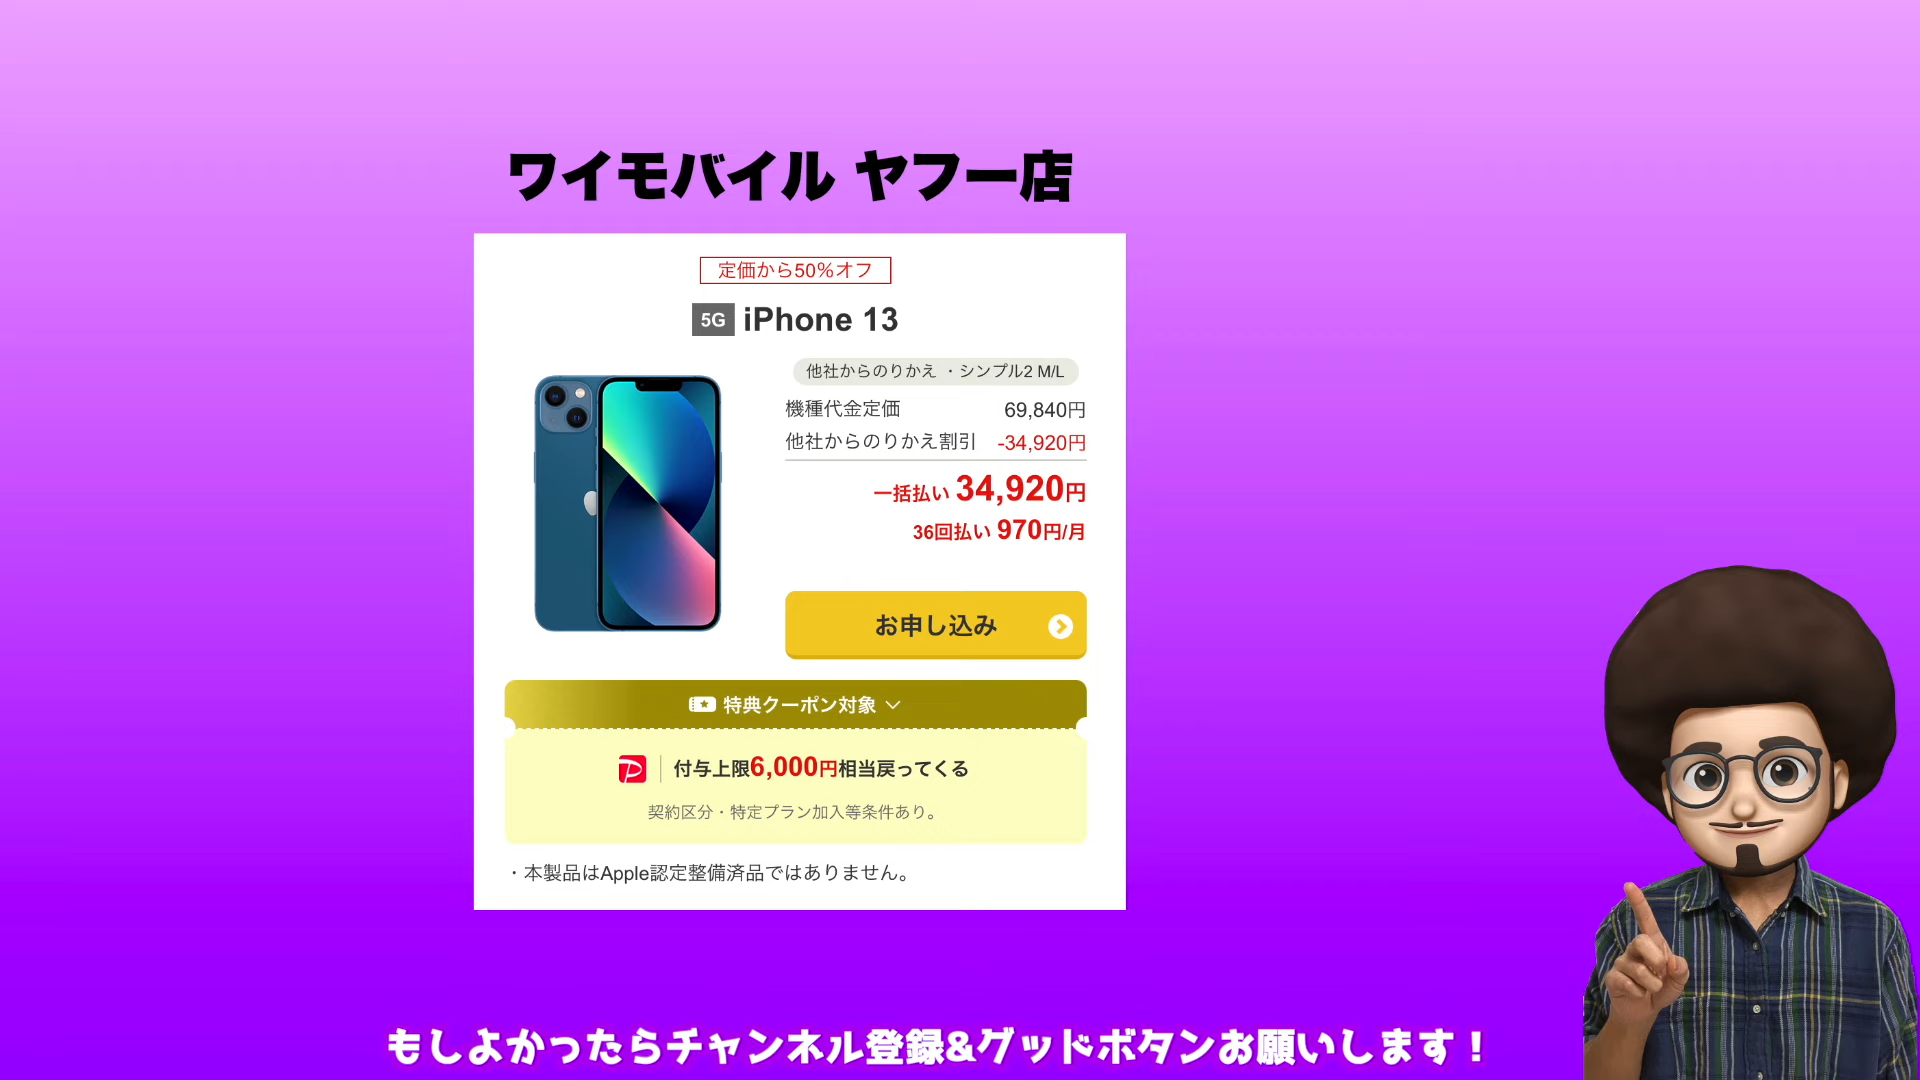 ワイモバイル ヤフー店
定価から50%オフ
5G iPhone 13
他社からのりかえ ・シンプル2 M/L
機種代金定価 69,840円
他社からのりかえ割引 -34,920円
一括払い 34,920円
36回払い 970円/月
お申し込み
特典クーポン対象
付与上限6,000円相当戻ってくる
契約区分・特定プラン加入等条件あり。
・本製品はApple認定整備済品ではありません。
もしよかったらチャンネル登録&グッドボタンお願いします！